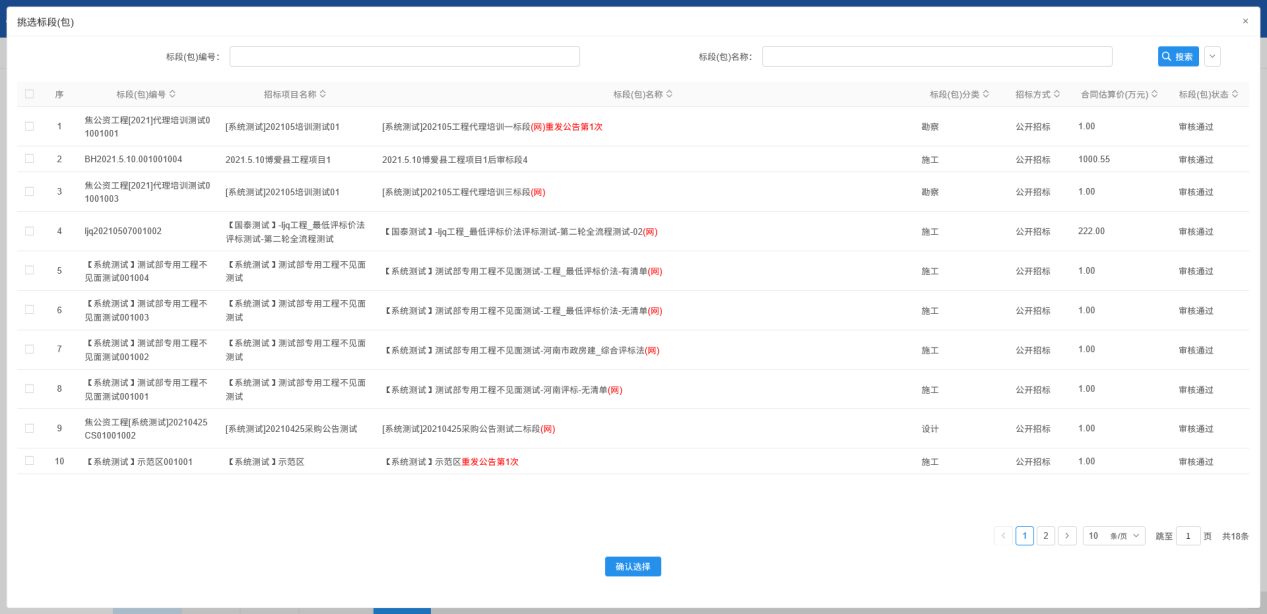 挑选标段(包)
×
标段(包)编号：
标段(包)名称：
搜索
序 标段(包)编号 招标项目名称 标段(包)名称 标段(包)分类 招标方式 合同估算价(万元) 标段(包)状态
1 焦公资工程[2021]代理培训测试0 [系统测试]202105培训测试01 [系统测试]202105工程代理培训一标段(网)重发公告第1次 勘察 公开招标 1.00 审核通过
1001001
2 BH2021.5.10.001001004 2021.5.10博爱县工程项目1 2021.5.10博爱县工程项目1后审标段4 施工 公开招标 1000.55 审核通过
3 焦公资工程[2021]代理培训测试0 [系统测试]202105培训测试01 [系统测试]202105工程代理培训三标段(网) 勘察 公开招标 1.00 审核通过
1001003
4 ljq20210507001002 【国泰测试】-ljq工程_最低评标价法 【国泰测试】-ljq工程_最低评标价法评标测试-第二轮全流程测试-02(网) 施工 公开招标 222.00 审核通过
评标测试-第二轮全流程测试
5 【系统测试】测试部专用工程不 【系统测试】测试部专用工程不见面 【系统测试】测试部专用工程不见面测试-工程_最低评标价法-有清单(网) 施工 公开招标 1.00 审核通过
见面测试001004 测试
6 【系统测试】测试部专用工程不 【系统测试】测试部专用工程不见面 【系统测试】测试部专用工程不见面测试-工程_最低评标价法-无清单(网) 施工 公开招标 1.00 审核通过
见面测试001003 测试
7 【系统测试】测试部专用工程不 【系统测试】测试部专用工程不见面 【系统测试】测试部专用工程不见面测试-河南市政房建_综合评标法(网) 施工 公开招标 1.00 审核通过
见面测试001002 测试
8 【系统测试】测试部专用工程不 【系统测试】测试部专用工程不见面 【系统测试】测试部专用工程不见面测试-河南评标-无清单(网) 施工 公开招标 1.00 审核通过
见面测试001001 测试
9 焦公资工程[系统测试]20210425 [系统测试]20210425采购公告测试 [系统测试]20210425采购公告测试二标段(网) 设计 公开招标 1.00 审核通过
CS01001002
10 【系统测试】示范区001001 【系统测试】示范区 【系统测试】示范区重发公告第1次 施工 公开招标 1.00 审核通过
1 2 10 条/页 跳至 1 页 共18条
确认选择